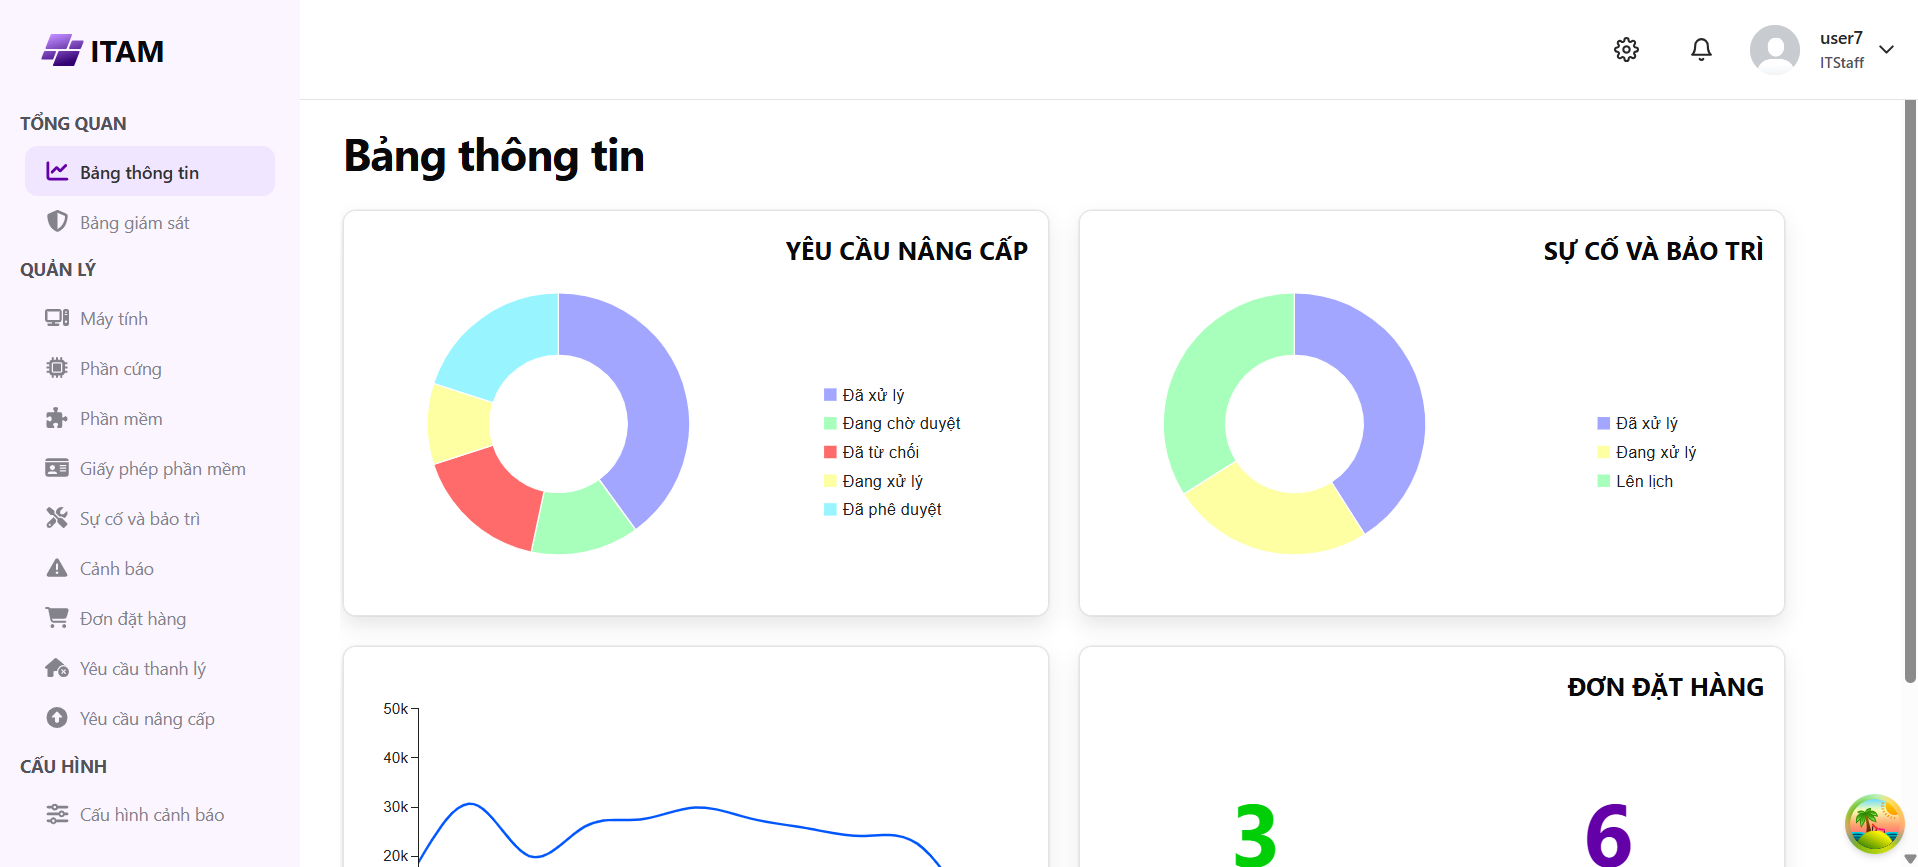 ITAM
TỔNG QUAN
Bảng thông tin
Bảng giám sát
QUẢN LÝ
Máy tính
Phần cứng
Phần mềm
Giấy phép phần mềm
Sự cố và bảo trì
Cảnh báo
Đơn đặt hàng
Yêu cầu thanh lý
Yêu cầu nâng cấp
CẤU HÌNH
Cấu hình cảnh báo
user7
ITStaff
Bảng thông tin
YÊU CẦU NÂNG CẤP
Đã xử lý
Đang chờ duyệt
Đã từ chối
Đang xử lý
Đã phê duyệt
SỰ CỐ VÀ BẢO TRÌ
Đã xử lý
Đang xử lý
Lên lịch
50k
40k
30k
20k
ĐƠN ĐẶT HÀNG
3
6